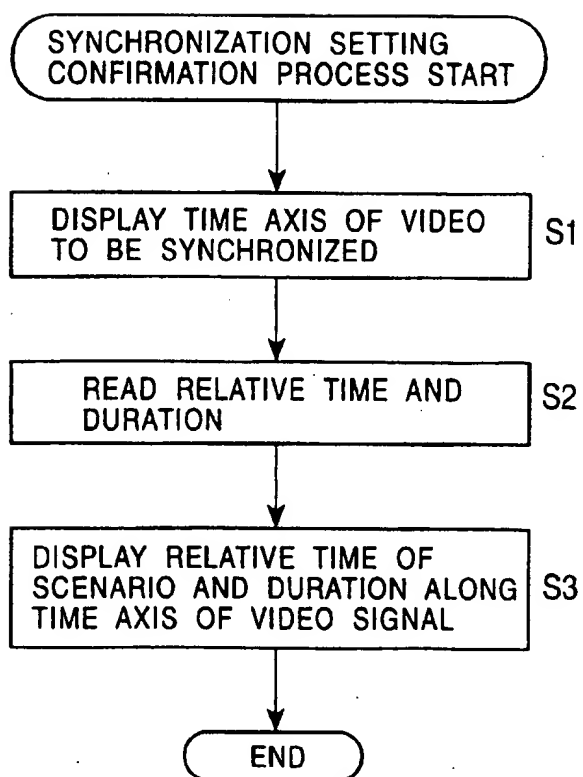 SYNCHRONIZATION SETTING
CONFIRMATION PROCESS START
DISPLAY TIME AXIS OF VIDEO
TO BE SYNCHRONIZED
S1
READ RELATIVE TIME AND
DURATION
S2
DISPLAY RELATIVE TIME OF
SCENARIO AND DURATION ALONG
TIME AXIS OF VIDEO SIGNAL
S3
END